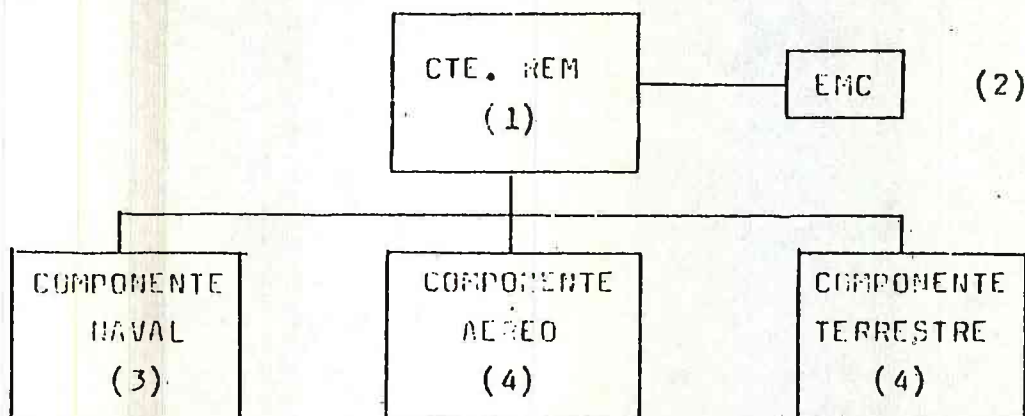 CTE. REM
(1)
EMC (2)
COMPONENTE
NAVAL
(3)
COMPONENTE
AEREO
(4)
COMPONENTE
TERRESTRE
(4)